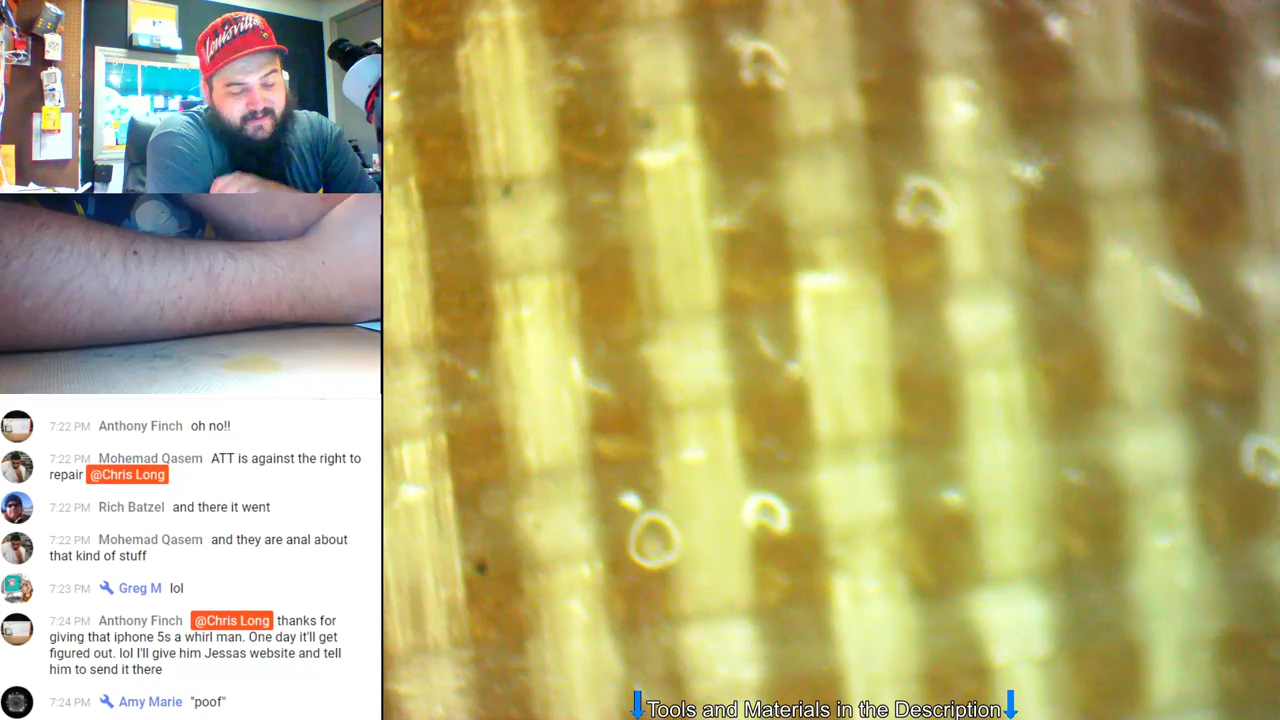 Louisville
7:22 PM Anthony Finch oh no!!
7:22 PM Mohemad Qasem ATT is against the right to
repair @Chris Long
7:22 PM Rich Batzel and there it went
7:22 PM Mohemad Qasem and they are anal about
that kind of stuff
7:23 PM Greg M lol
7:24 PM Anthony Finch @Chris Long thanks for
giving that iphone 5s a whirl man. One day it'll get
figured out. lol I'll give him Jessas website and tell
him to send it there
7:24 PM Amy Marie "poof"
Tools and Materials in the Description